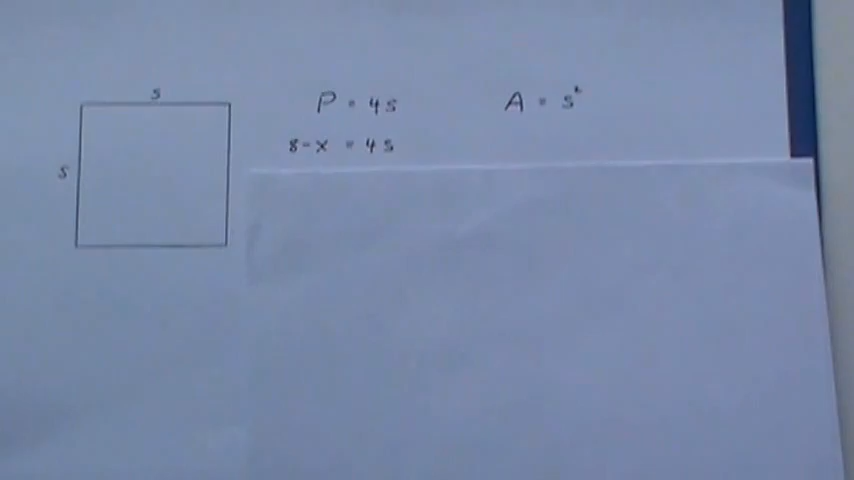 s
P = 4s
A = s²
8-x = 4s
s